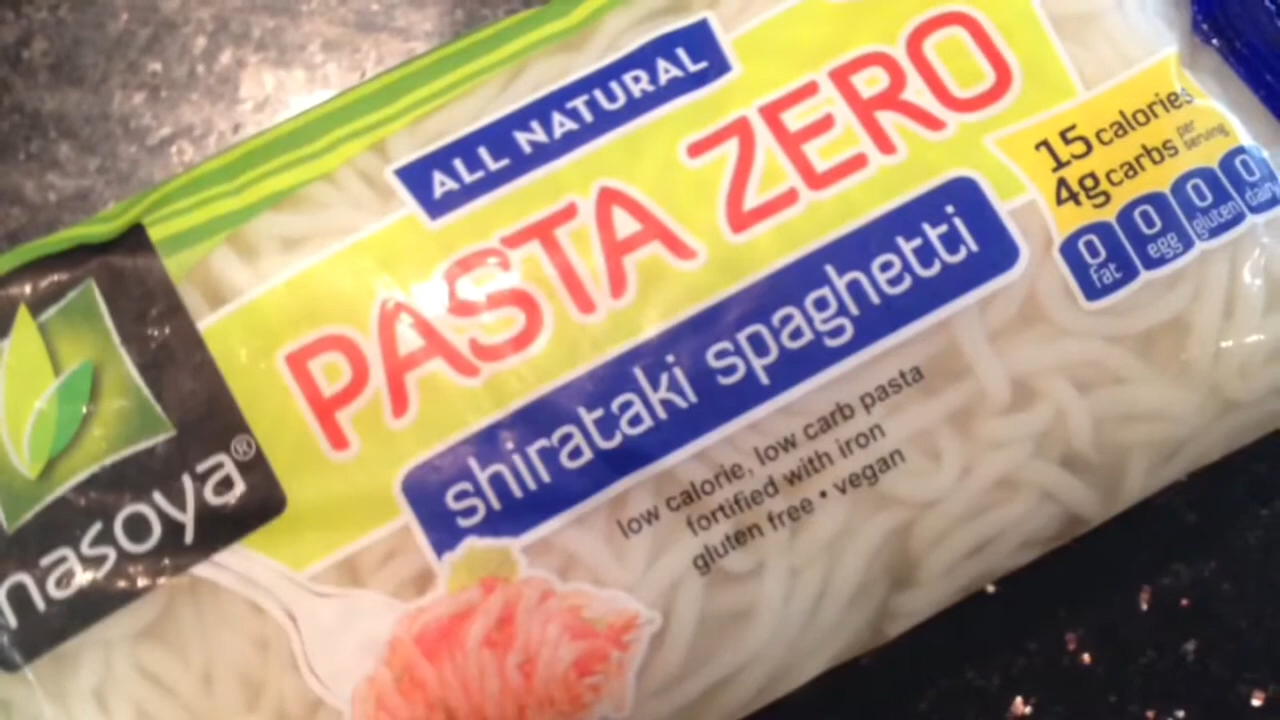 ALL NATURAL
PASTA ZERO
shirataki spaghetti
low calorie, low carb pasta
fortified with iron
gluten free • vegan
15 calories
4g carbs per serving
0 fat
0 egg
0 gluten
0 dairy
nasoya®